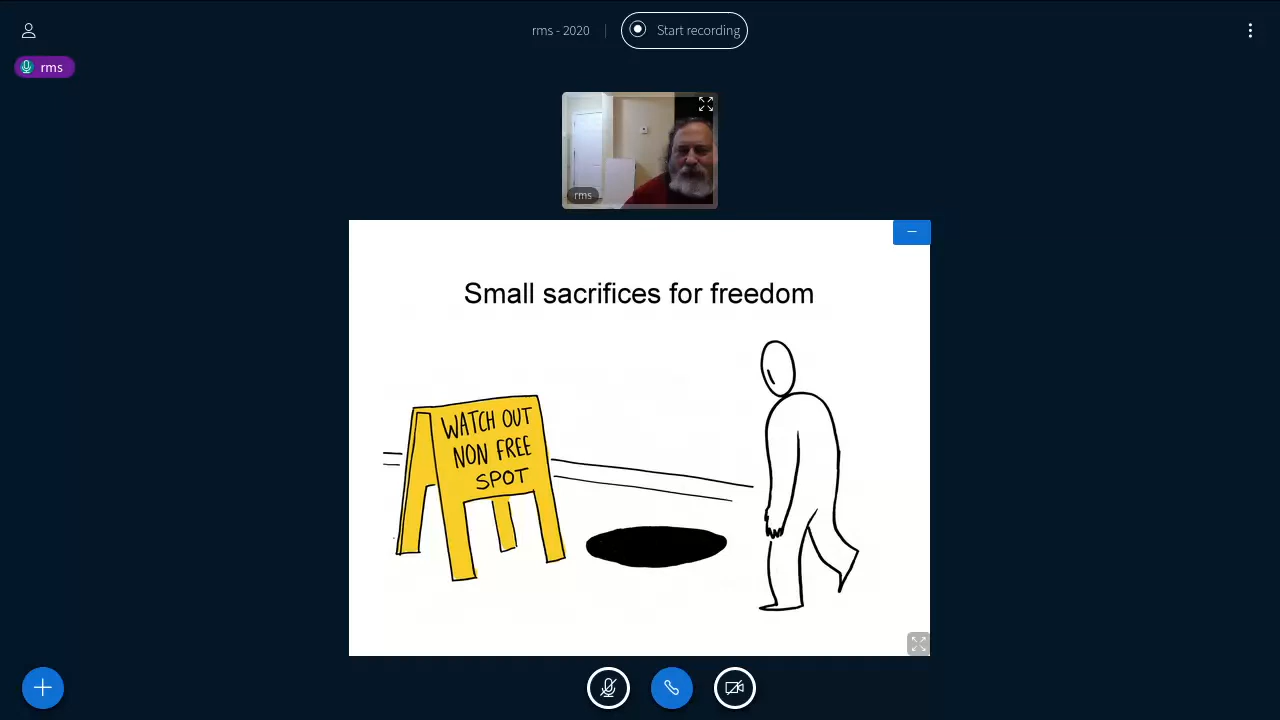 rms - 2020
Start recording
rms
rms
Small sacrifices for freedom
WATCH OUT
NON FREE
SPOT